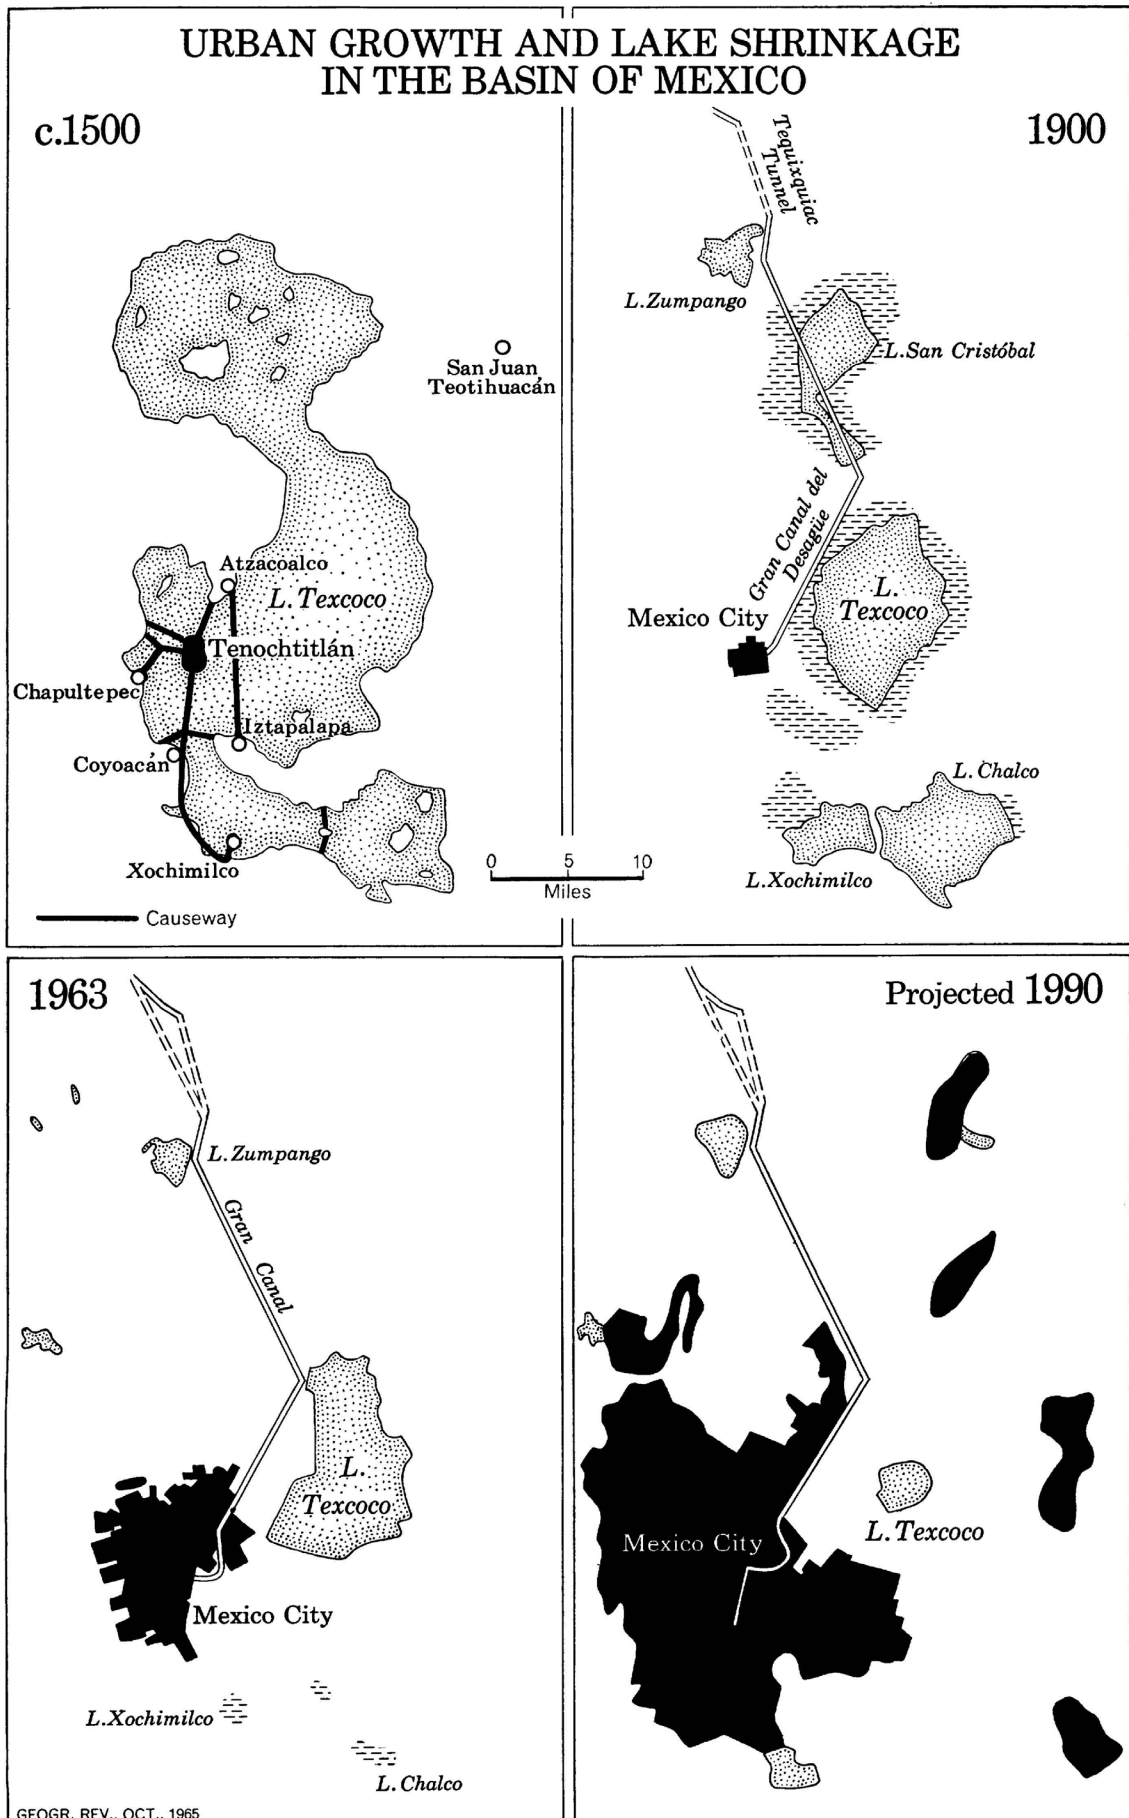 URBAN GROWTH AND LAKE SHRINKAGE
IN THE BASIN OF MEXICO
c.1500
San Juan
Teotihuacán
Atzacoalco
L. Texcoco
Tenochtitlán
Chapultepec
Iztapalapa
Coyoacán
Xochimilco
Causeway
0 5 10
Miles
1900
Tequixquiac
Tunnel
L. Zumpango
L. San Cristóbal
Gran Canal del
Desagüe
L.
Texcoco
Mexico City
L. Chalco
L. Xochimilco
1963
L. Zumpango
Gran Canal
L.
Texcoco
Mexico City
L. Xochimilco
L. Chalco
GEOGR. REV., OCT., 1965
Projected 1990
Mexico City
L. Texcoco